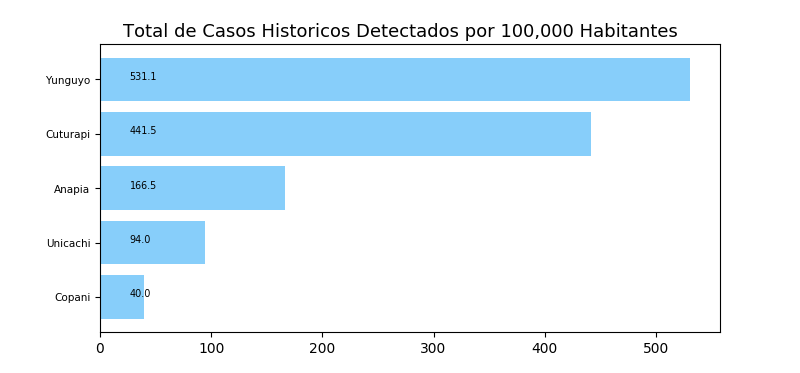 Total de Casos Historicos Detectados por 100,000 Habitantes
Yunguyo 531.1
Cuturapi 441.5
Anapia 166.5
Unicachi 94.0
Copani 40.0
0 100 200 300 400 500